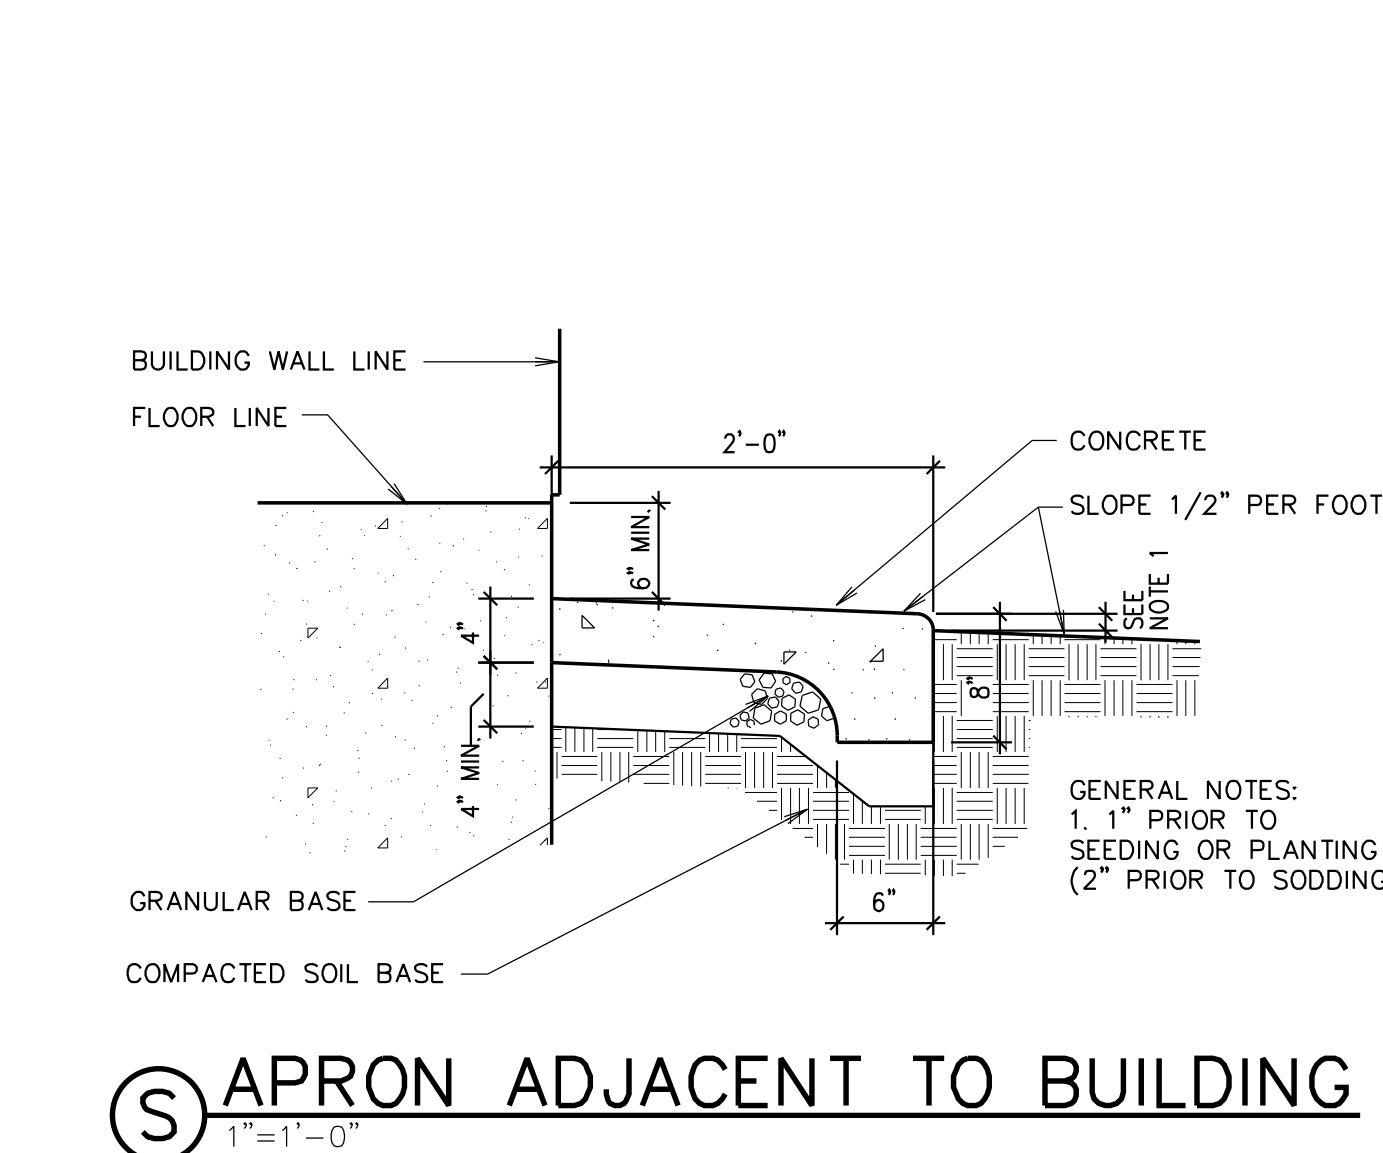 BUILDING WALL LINE
FLOOR LINE
2'-0"
CONCRETE
SLOPE 1/2" PER FOOT
6" MIN.
SEE
NOTE 1
4"
8"
4" MIN.
GENERAL NOTES:
1. 1" PRIOR TO
SEEDING OR PLANTING
(2" PRIOR TO SODDING
GRANULAR BASE
6"
COMPACTED SOIL BASE
S
APRON ADJACENT TO BUILDING
1"=1'-0"